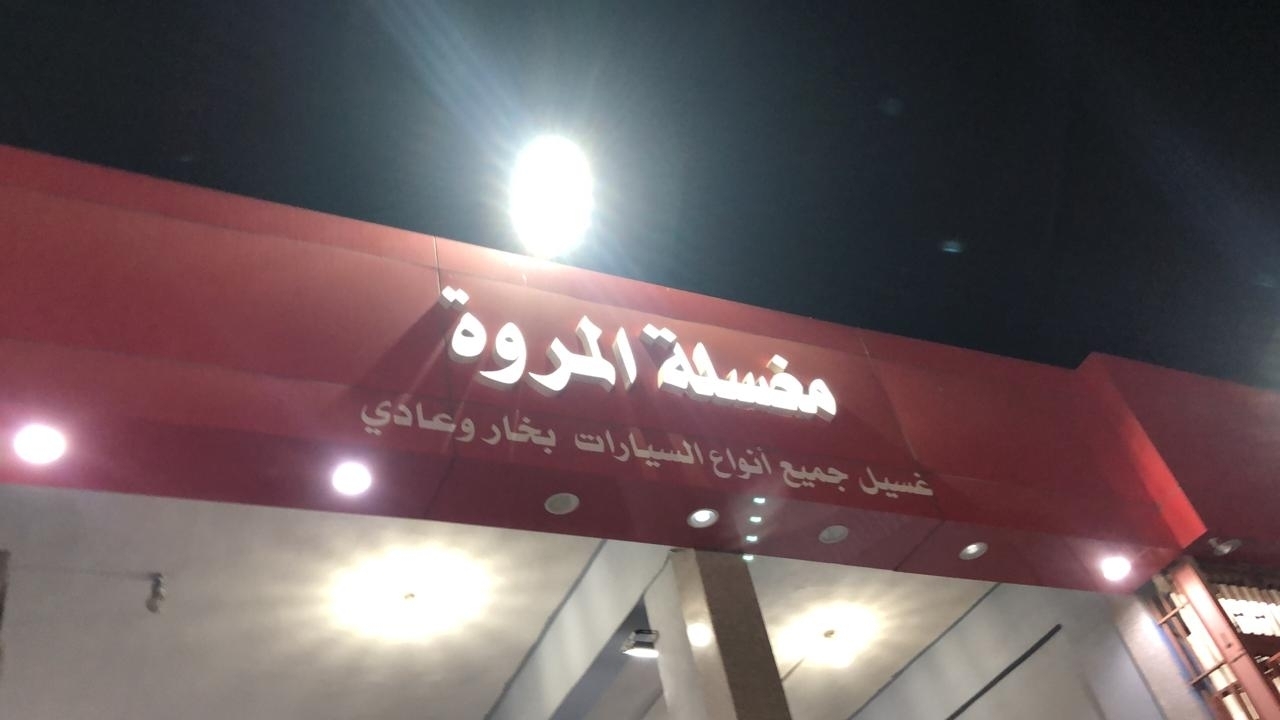 مغسلة المروة
غسيل جميع أنواع السيارات بخار وعادي